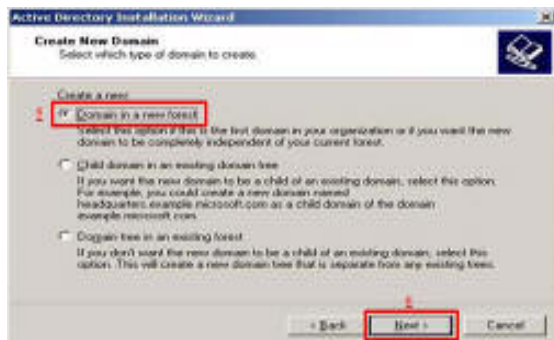 Active Directory Installation Wizard
Create New Domain
Select which type of domain to create.
Create a new:
Domain in a new forest
Select this option if this is the first domain in your organization or if you want the new
domain to be completely independent of your current forest.
Child domain in an existing domain tree
If you want the new domain to be a child of an existing domain, select this option.
For example, you could create a new domain named
headquarters.example.microsoft.com as a child domain of the domain
example.microsoft.com.
Domain tree in an existing forest
If you don't want the new domain to be a child of an existing domain, select this
option. This will create a new domain tree that is separate from any existing trees.
< Back
Next >
Cancel